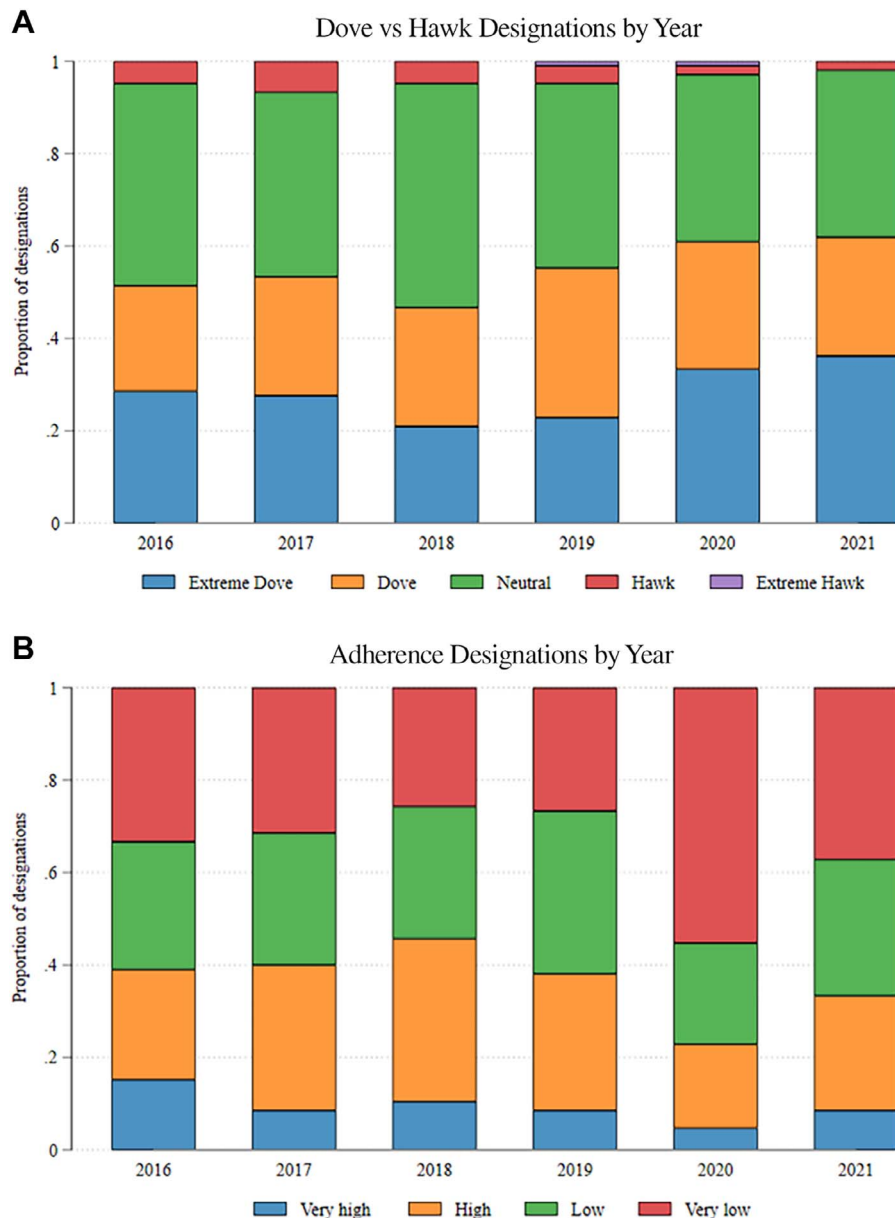 A
Dove vs Hawk Designations by Year
Proportion of designations
1
.8
.6
.4
.2
0
2016 2017 2018 2019 2020 2021
Extreme Dove Dove Neutral Hawk Extreme Hawk
B
Adherence Designations by Year
Proportion of designations
1
.8
.6
.4
.2
0
2016 2017 2018 2019 2020 2021
Very high High Low Very low